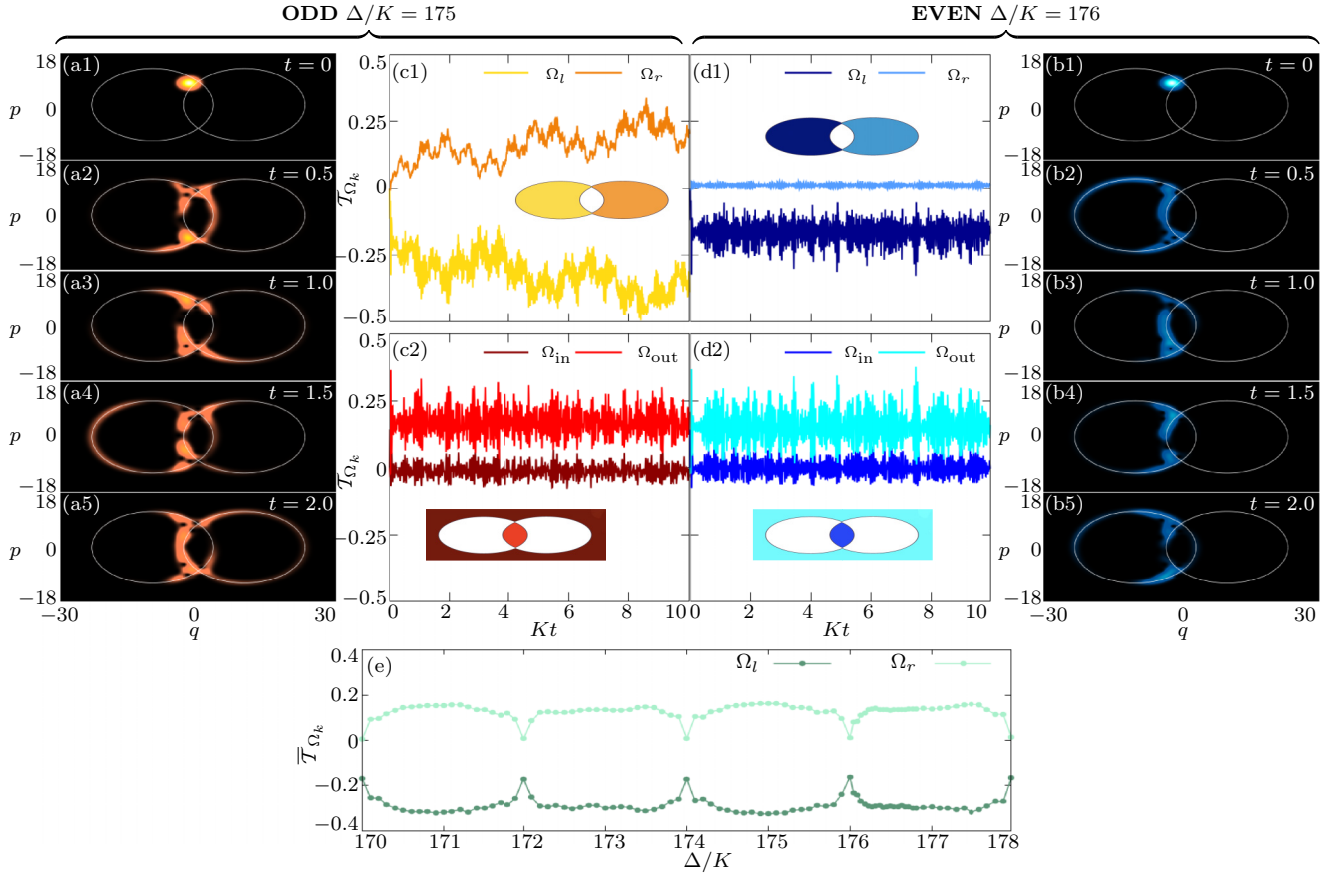 ODD Δ/K = 175
EVEN Δ/K = 176
(a1) t = 0
18
p 0
−18
(a2) t = 0.5
18
p 0
−18
(a3) t = 1.0
18
p 0
−18
(a4) t = 1.5
18
p 0
−18
(a5) t = 2.0
18
p 0
−18
−30 0 30
q
(c1) Ω_l Ω_r
0.5
0.25
0
−0.25
−0.5
𝒯_Ω_k
(c2) Ω_in Ω_out
0.5
0.25
0
−0.25
−0.5
𝒯_Ω_k
0 2 4 6 8 10
Kt
(d1) Ω_l Ω_r
(d2) Ω_in Ω_out
0 2 4 6 8 10
Kt
(b1) t = 0
18
p 0
−18
(b2) t = 0.5
18
p 0
−18
(b3) t = 1.0
18
p 0
−18
(b4) t = 1.5
18
p 0
−18
(b5) t = 2.0
18
p 0
−18
−30 0 30
q
(e) Ω_l Ω_r
0.4
0.2
0
−0.2
−0.4
𝒯̅_Ω_k
170 171 172 173 174 175 176 177 178
Δ/K